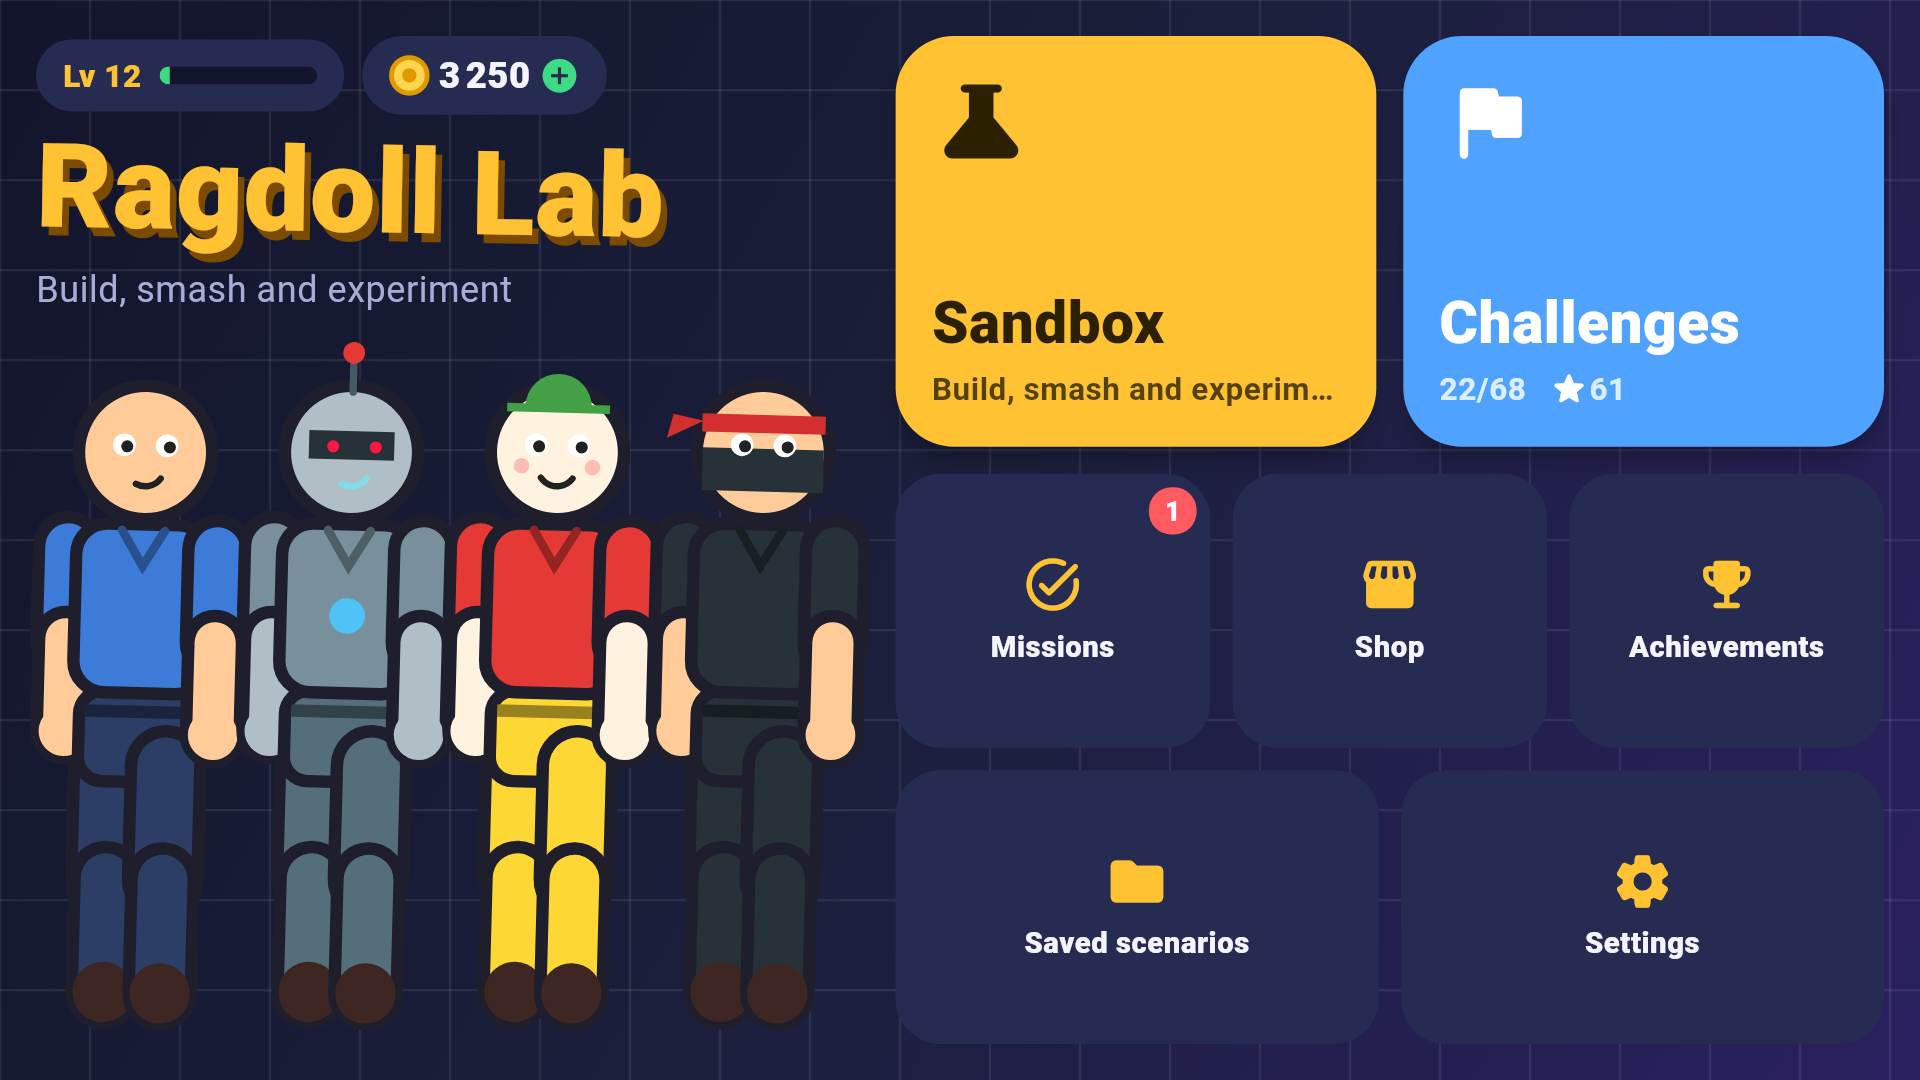 Lv 12
3 250
Ragdoll Lab
Build, smash and experiment
Sandbox
Build, smash and experim...
Challenges
22/68 61
1
Missions
Shop
Achievements
Saved scenarios
Settings